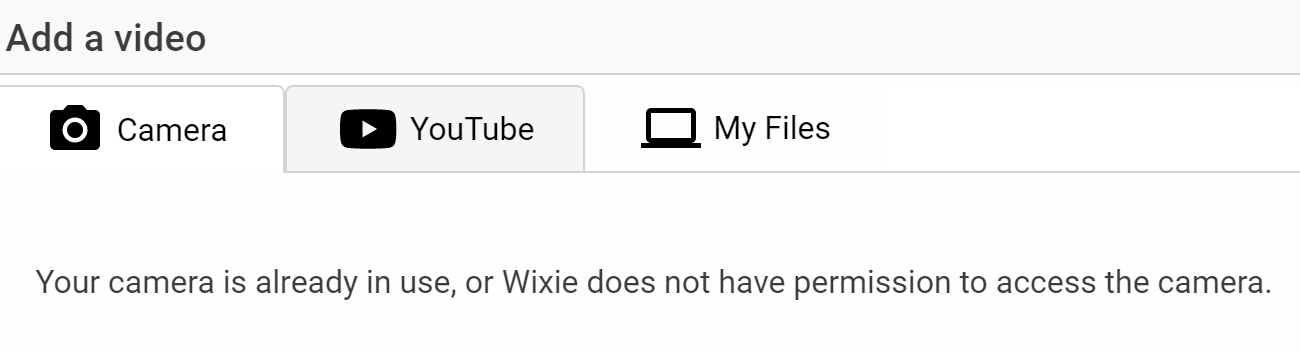 Add a video
Camera YouTube My Files
Your camera is already in use, or Wixie does not have permission to access the camera.